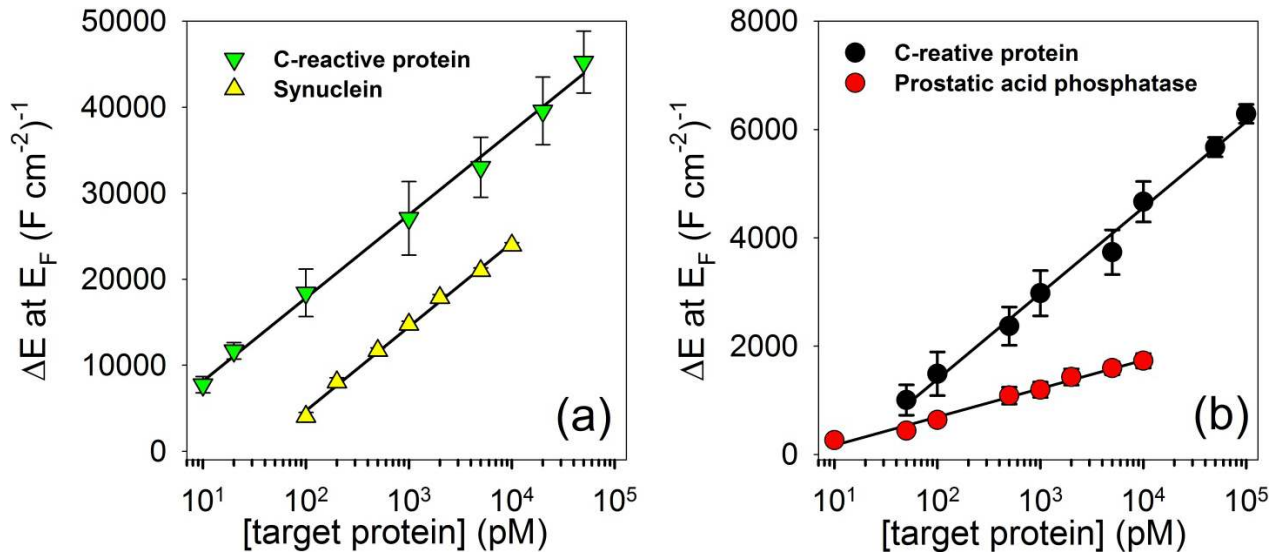 50000
40000
30000
20000
10000
0
ΔE at E_F (F cm⁻²)⁻¹
C-reactive protein
Synuclein
(a)
10¹ 10² 10³ 10⁴ 10⁵
[target protein] (pM)
8000
6000
4000
2000
0
ΔE at E_F (F cm⁻²)⁻¹
C-reative protein
Prostatic acid phosphatase
(b)
10¹ 10² 10³ 10⁴ 10⁵
[target protein] (pM)